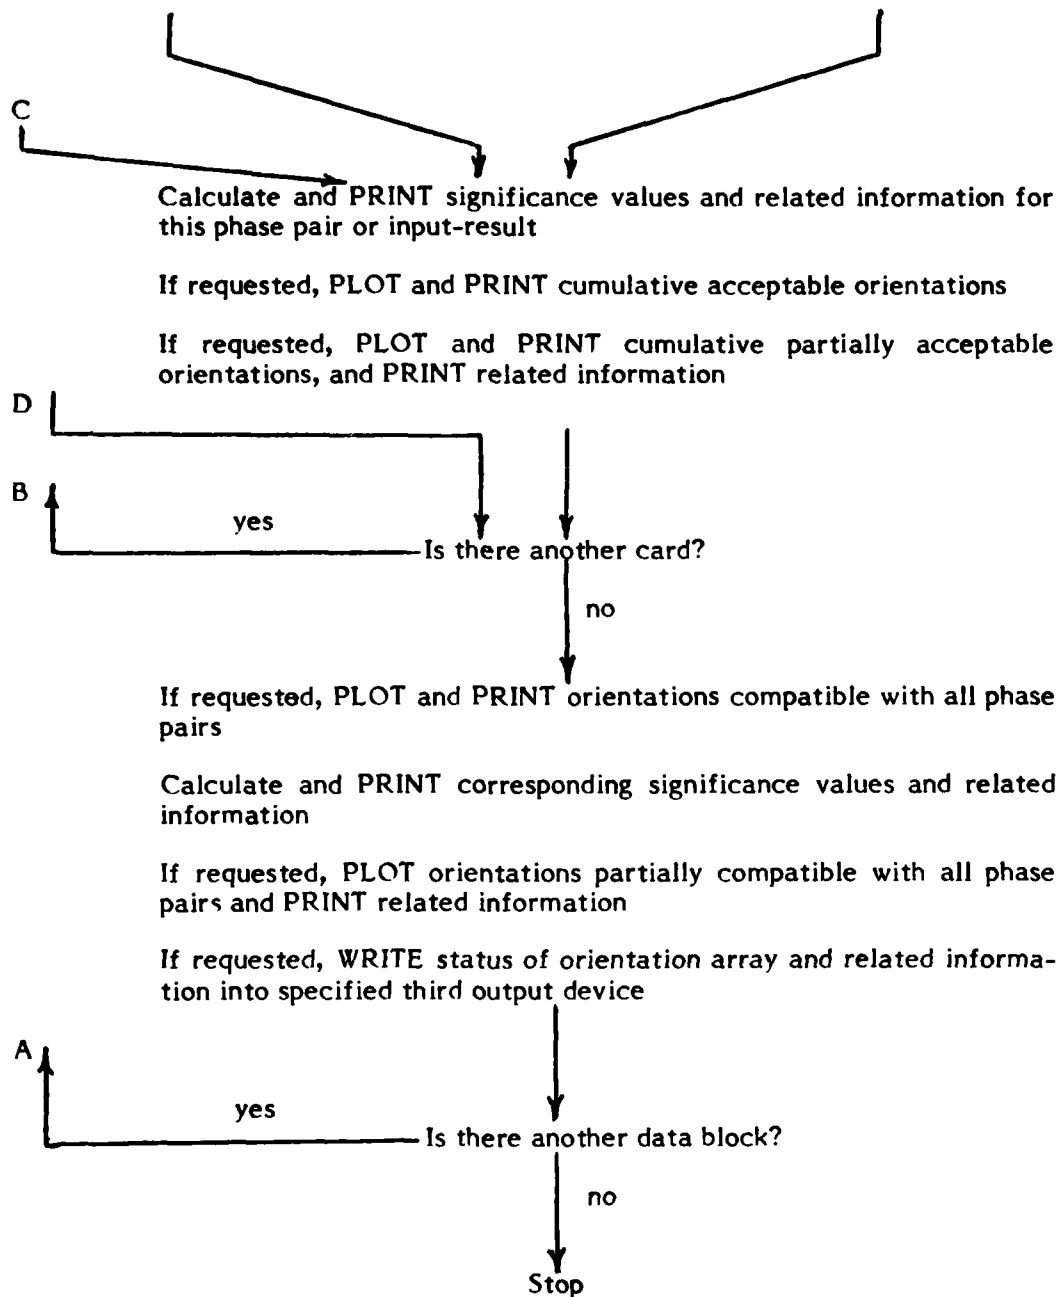 C
Calculate and PRINT significance values and related information for
this phase pair or input-result
If requested, PLOT and PRINT cumulative acceptable orientations
If requested, PLOT and PRINT cumulative partially acceptable
orientations, and PRINT related information
D
B
yes
Is there another card?
no
If requested, PLOT and PRINT orientations compatible with all phase
pairs
Calculate and PRINT corresponding significance values and related
information
If requested, PLOT orientations partially compatible with all phase
pairs and PRINT related information
If requested, WRITE status of orientation array and related informa-
tion into specified third output device
A
yes
Is there another data block?
no
Stop